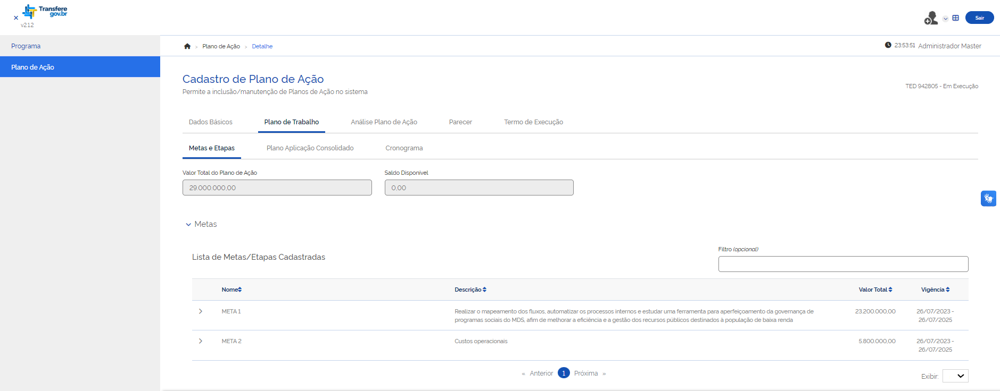 Transfere
gov.br
v212
Sair
Programa
Plano de Ação
Plano de Ação > Detalhe
23:53:51 Administrador Master
Cadastro de Plano de Ação
Permite a inclusão/manutenção de Planos de Ação no sistema
TED 942805 - Em Execução
Dados Básicos Plano de Trabalho Análise Plano de Ação Parecer Termo de Execução
Metas e Etapas Plano Aplicação Consolidado Cronograma
Valor Total do Plano de Ação Saldo Disponível
29.000.000,00 0,00
Metas
Lista de Metas/Etapas Cadastradas
Filtro (opcional)
Nome Descrição Valor Total Vigência
META 1 Realizar o mapeamento dos fluxos, automatizar os processos internos e estudar uma ferramenta para aperfeiçoamento da governança de 23.200.000,00 26/07/2023 -
programas sociais do MDS, afim de melhorar a eficiência e a gestão dos recursos públicos destinados à população de baixa renda 26/07/2025
META 2 Custos operacionais 5.800.000,00 26/07/2023 -
26/07/2025
« Anterior 1 Próxima »
Exibir: